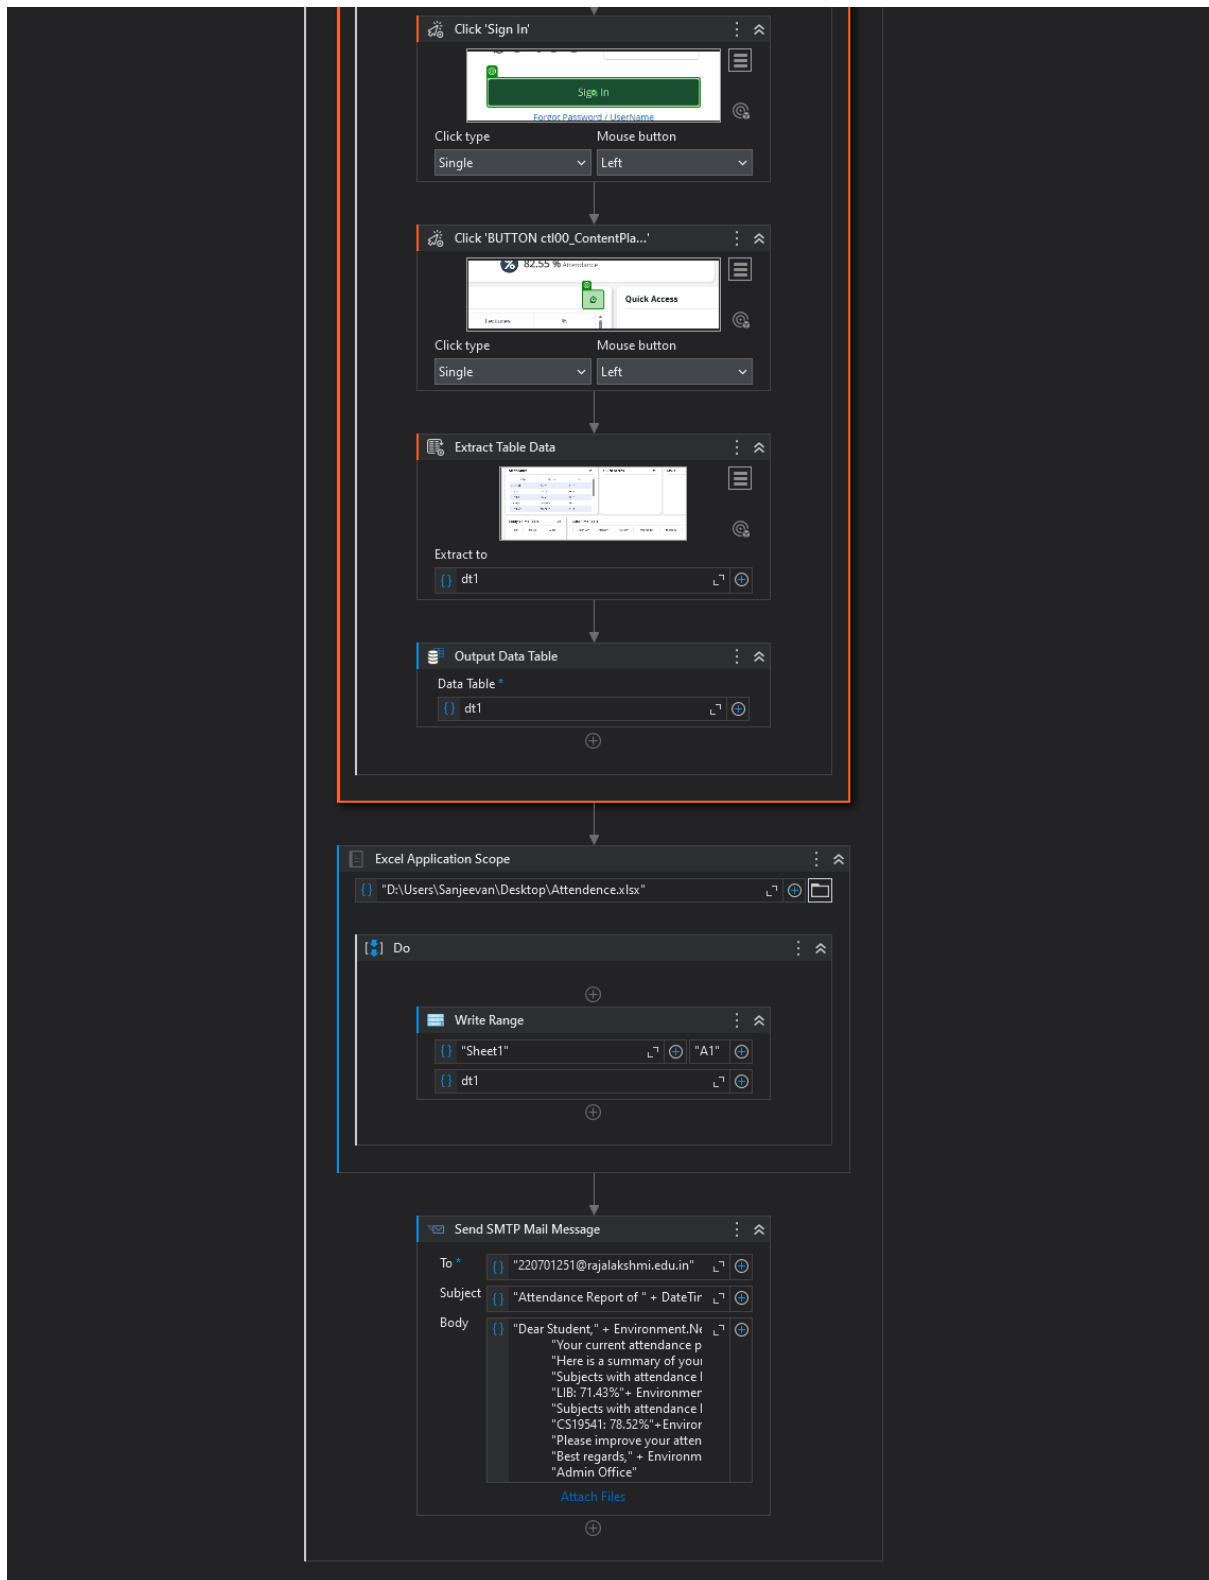 Click 'Sign In'
Sign In
Forgot Password / UserName
Click type
Mouse button
Single
Left
Click 'BUTTON ctl00_ContentPla...'
82.55 % Attendance
Quick Access
Lectures
%
Click type
Mouse button
Single
Left
Extract Table Data
Extract to
dt1
Output Data Table
Data Table *
dt1
Excel Application Scope
"D:\Users\Sanjeevan\Desktop\Attendence.xlsx"
Do
Write Range
"Sheet1"
"A1"
dt1
Send SMTP Mail Message
To *
"220701251@rajalakshmi.edu.in"
Subject
"Attendance Report of " + DateTir
Body
"Dear Student," + Environment.Ne
"Your current attendance p
"Here is a summary of your
"Subjects with attendance l
"LIB: 71.43%"+ Environmer
"Subjects with attendance l
"CS19541: 78.52%"+Enviror
"Please improve your atten
"Best regards," + Environm
"Admin Office"
Attach Files